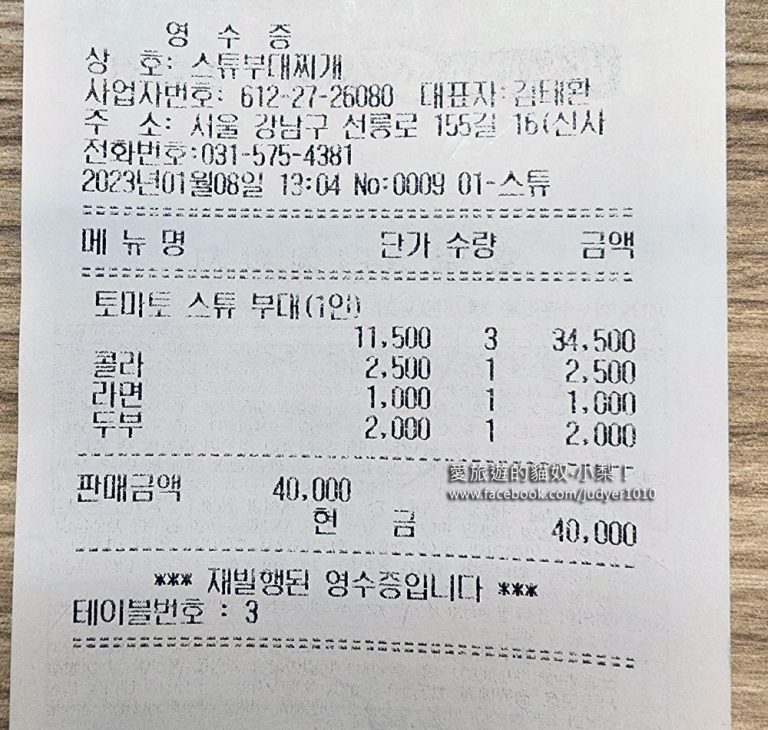 영 수 증
상 호: 스튜부대찌개
사업자번호: 612-27-26080 대표자:김태환
주 소: 서울 강남구 선릉로 155길 16(신사
전화번호:031-575-4381
2023년01월08일 13:04 No:0009 01-스튜
메 뉴 명 단가 수량 금액
토마토 스튜 부대(1인)
11,500 3 34,500
콜라 2,500 1 2,500
라면 1,000 1 1,000
두부 2,000 1 2,000
愛旅遊的貓奴 小梨丫
www.facebook.com/judyer1010
판매금액 40,000
현 금 40,000
*** 재발행된 영수증입니다 ***
테이블번호 : 3